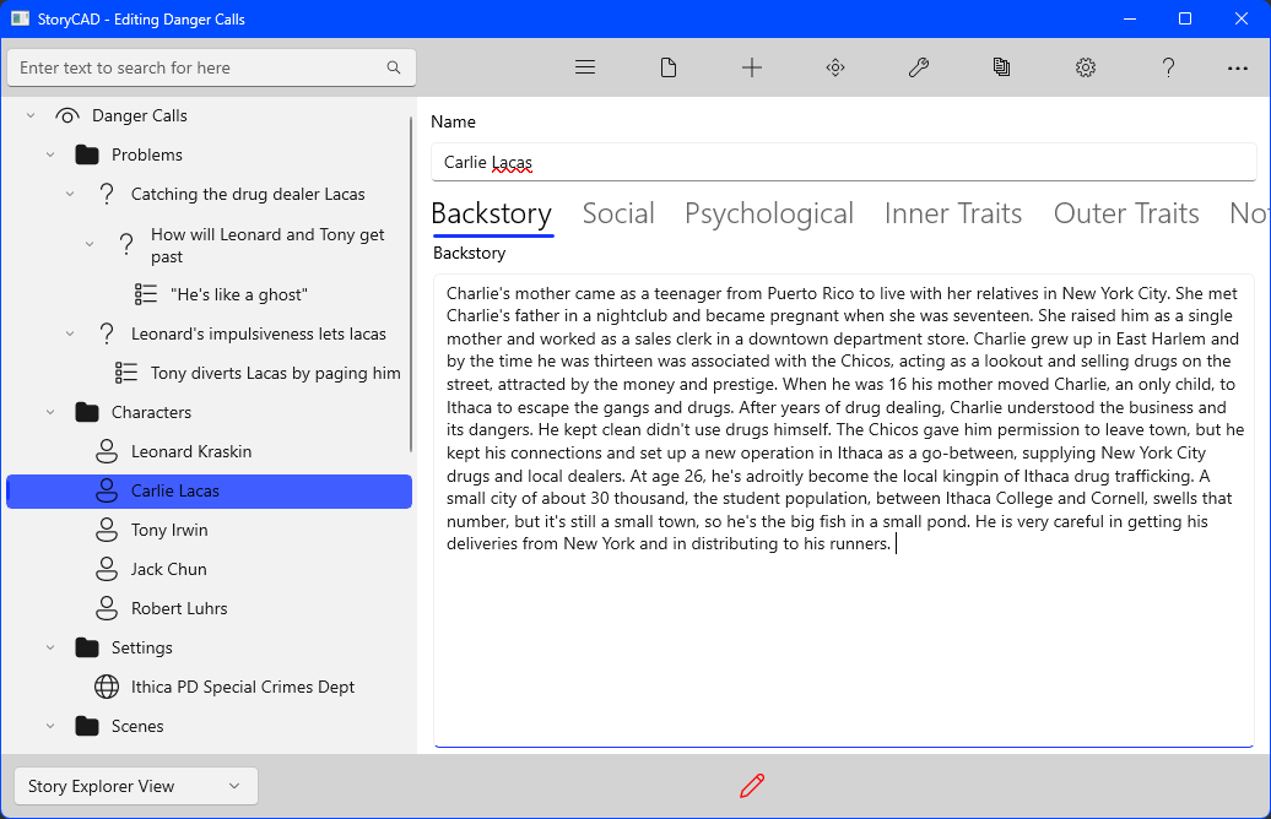 StoryCAD - Editing Danger Calls
Enter text to search for here
Danger Calls
Problems
Catching the drug dealer Lacas
How will Leonard and Tony get
past
"He's like a ghost"
Leonard's impulsiveness lets lacas
Tony diverts Lacas by paging him
Characters
Leonard Kraskin
Carlie Lacas
Tony Irwin
Jack Chun
Robert Luhrs
Settings
Ithica PD Special Crimes Dept
Scenes
Story Explorer View
Name
Carlie Lacas
Backstory Social Psychological Inner Traits Outer Traits No
Backstory
Charlie's mother came as a teenager from Puerto Rico to live with her relatives in New York City. She met
Charlie's father in a nightclub and became pregnant when she was seventeen. She raised him as a single
mother and worked as a sales clerk in a downtown department store. Charlie grew up in East Harlem and
by the time he was thirteen was associated with the Chicos, acting as a lookout and selling drugs on the
street, attracted by the money and prestige. When he was 16 his mother moved Charlie, an only child, to
Ithaca to escape the gangs and drugs. After years of drug dealing, Charlie understood the business and
its dangers. He kept clean didn't use drugs himself. The Chicos gave him permission to leave town, but he
kept his connections and set up a new operation in Ithaca as a go-between, supplying New York City
drugs and local dealers. At age 26, he's adroitly become the local kingpin of Ithaca drug trafficking. A
small city of about 30 thousand, the student population, between Ithaca College and Cornell, swells that
number, but it's still a small town, so he's the big fish in a small pond. He is very careful in getting his
deliveries from New York and in distributing to his runners.